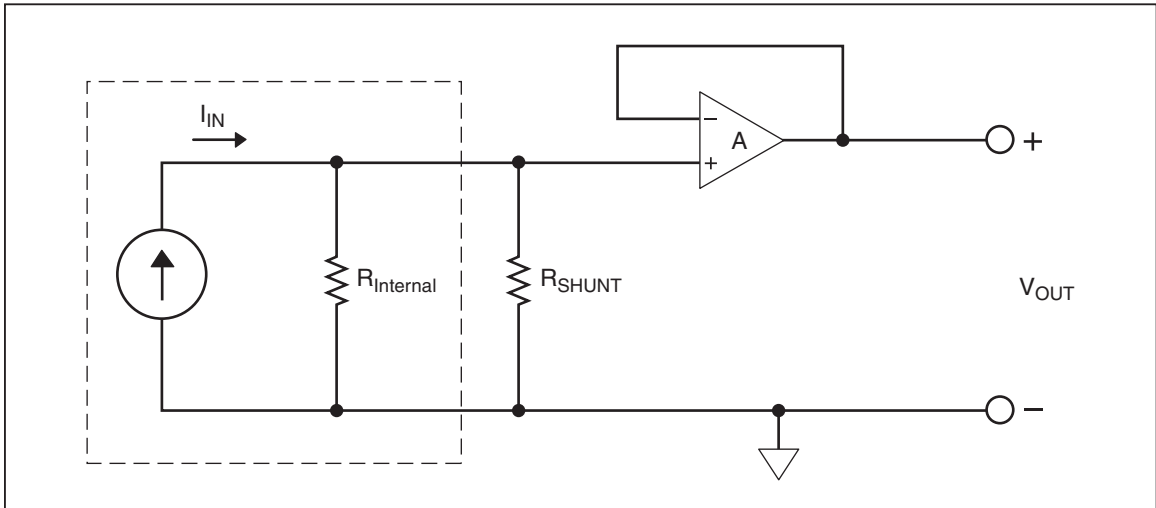 I_IN
−
A
+
+
R_Internal
R_SHUNT
V_OUT
−